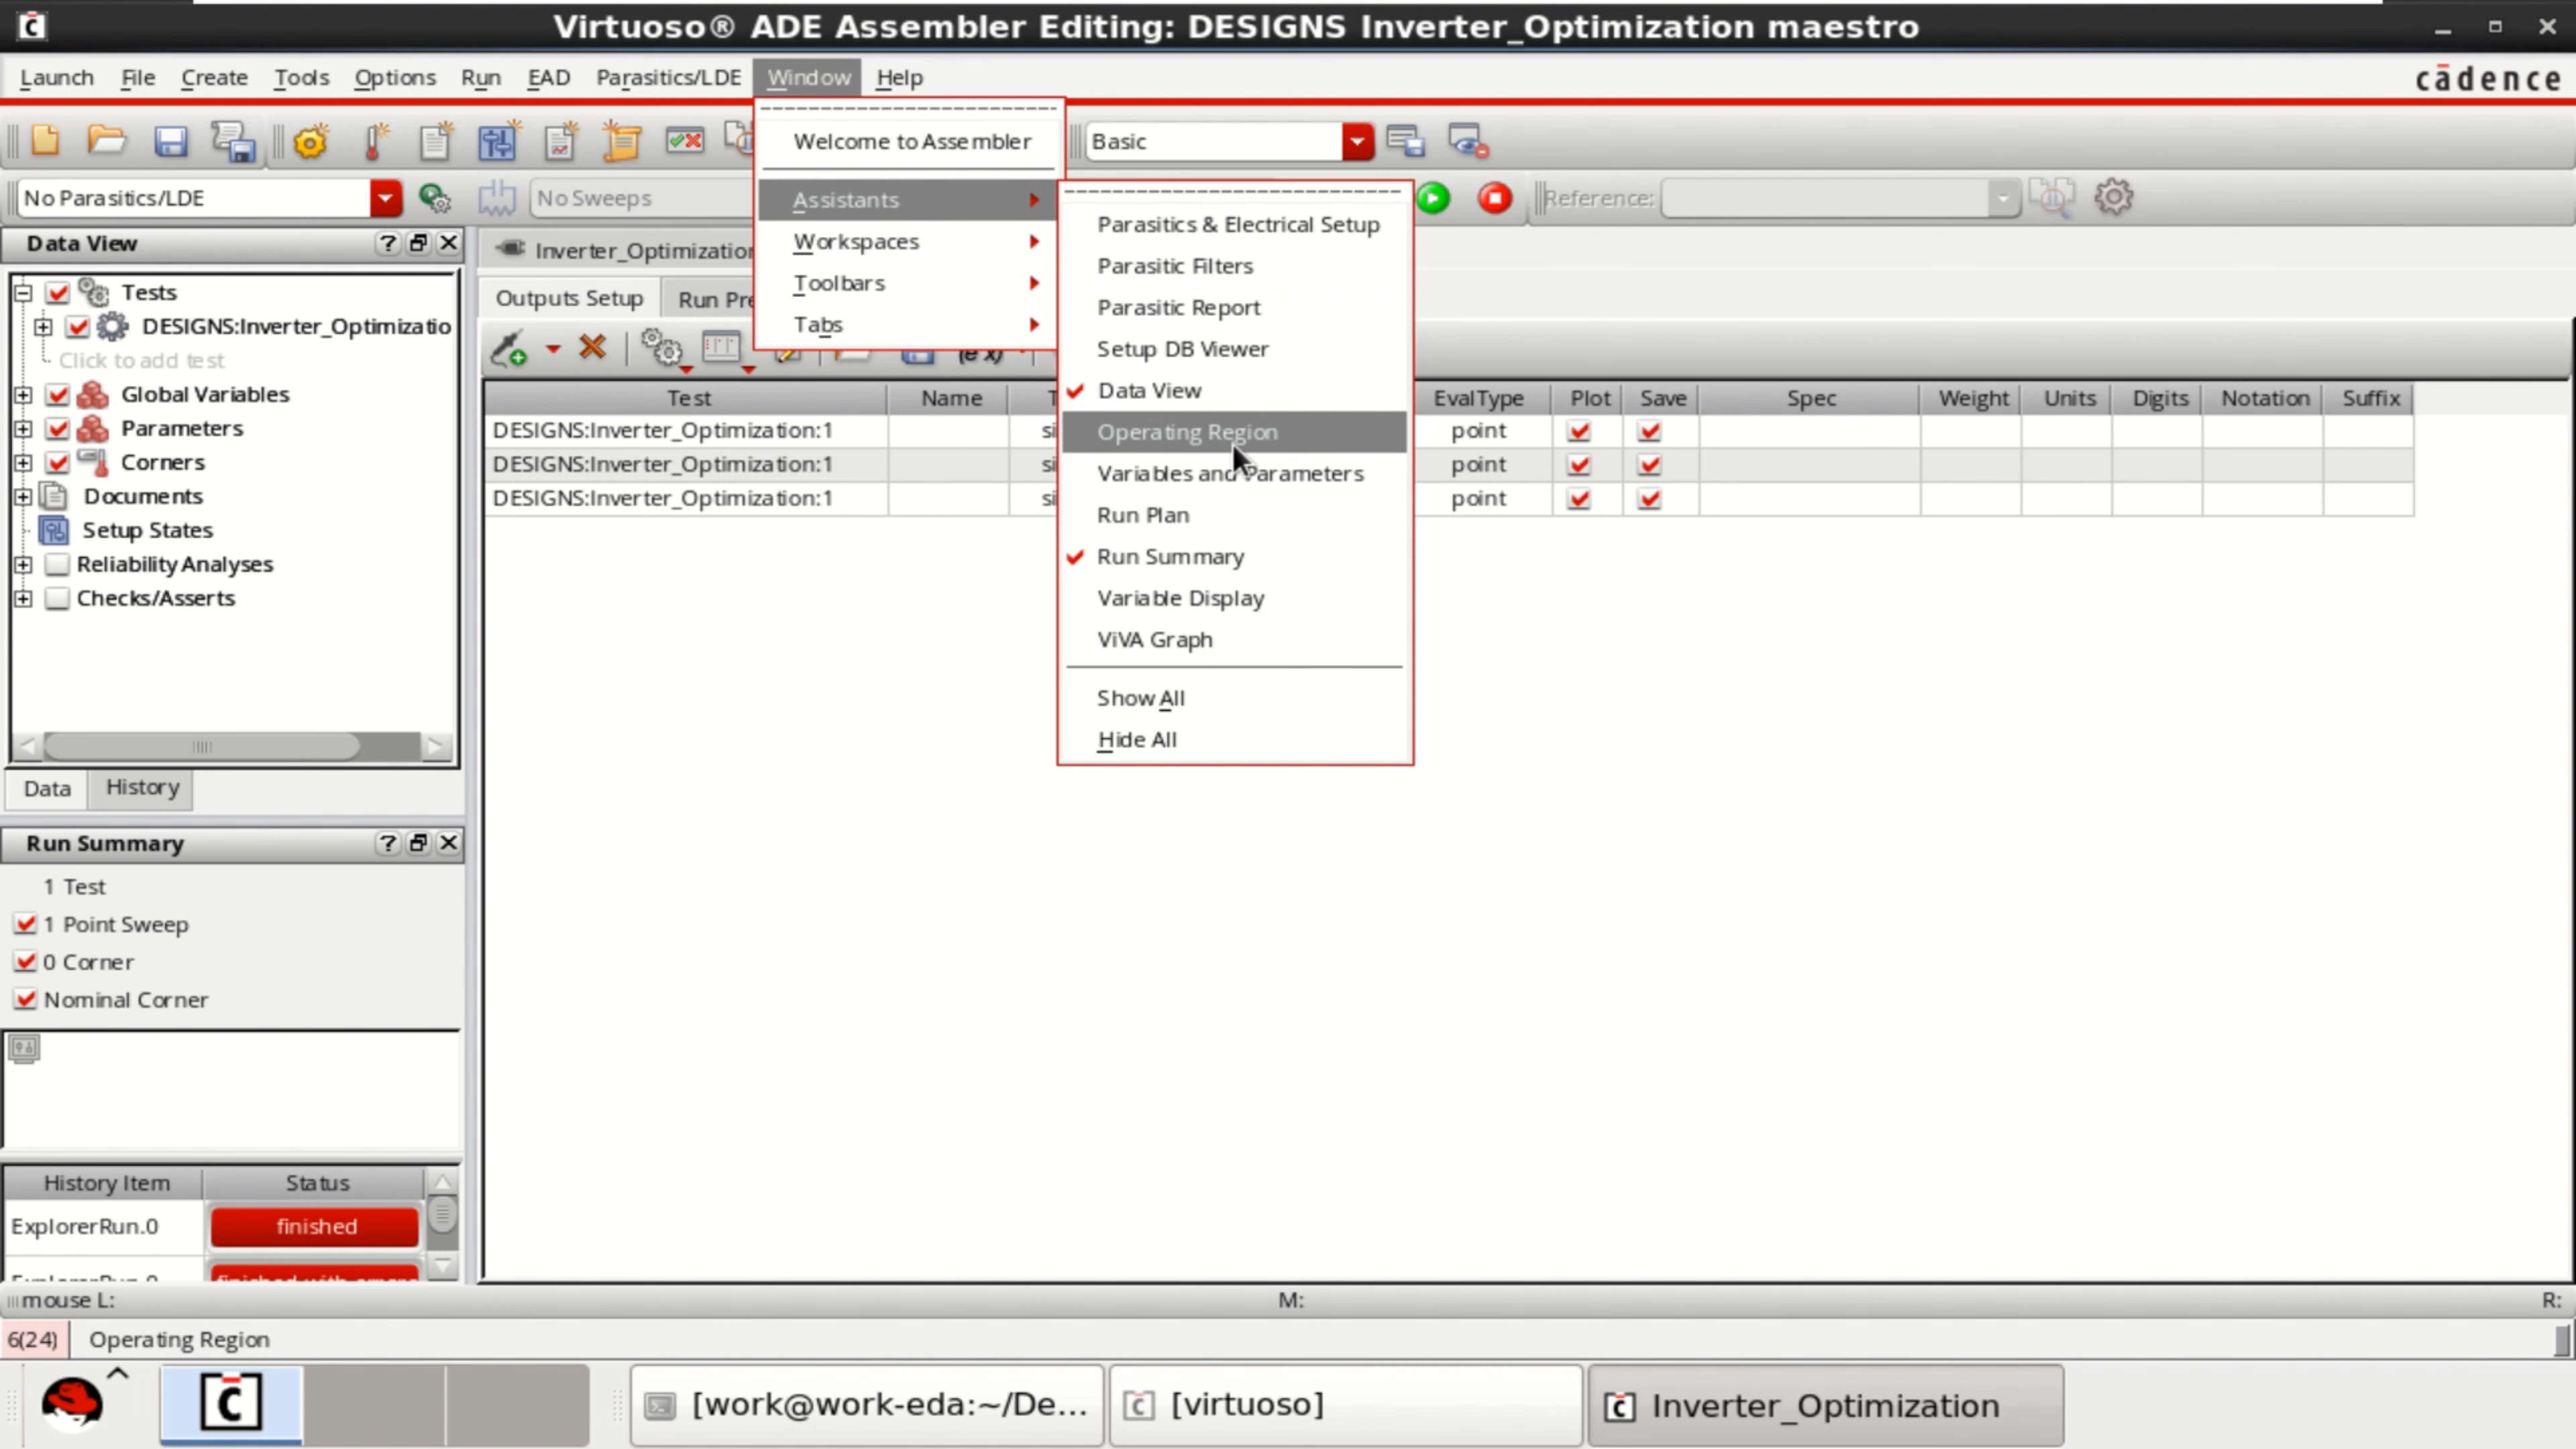 Virtuoso® ADE Assembler Editing: DESIGNS Inverter_Optimization maestro
Launch File Create Tools Options Run EAD Parasitics/LDE Window Help
cādence
Welcome to Assembler
Basic
No Parasitics/LDE
No Sweeps
Assistants
Reference:
Workspaces
Toolbars
Tabs
Parasitics & Electrical Setup
Parasitic Filters
Parasitic Report
Setup DB Viewer
Data View
Operating Region
Variables and Parameters
Run Plan
Run Summary
Variable Display
ViVA Graph
Show All
Hide All
Data View
Tests
DESIGNS:Inverter_Optimizatio
Click to add test
Global Variables
Parameters
Corners
Documents
Setup States
Reliability Analyses
Checks/Asserts
Data History
Inverter_Optimization
Outputs Setup Run Pre
Test Name T EvalType Plot Save Spec Weight Units Digits Notation Suffix
DESIGNS:Inverter_Optimization:1 si point
DESIGNS:Inverter_Optimization:1 si point
DESIGNS:Inverter_Optimization:1 si point
Run Summary
1 Test
1 Point Sweep
0 Corner
Nominal Corner
History Item Status
ExplorerRun.0 finished
mouse L: M: R:
6(24) Operating Region
[work@work-eda:~/De... [virtuoso] Inverter_Optimization